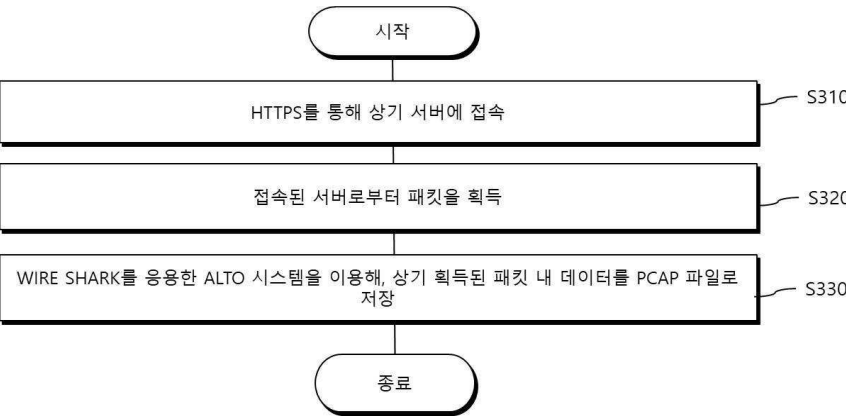 시작
HTTPS를 통해 상기 서버에 접속
S310
접속된 서버로부터 패킷을 획득
S320
WIRE SHARK를 응용한 ALTO 시스템을 이용해, 상기 획득된 패킷 내 데이터를 PCAP 파일로
저장
S330
종료